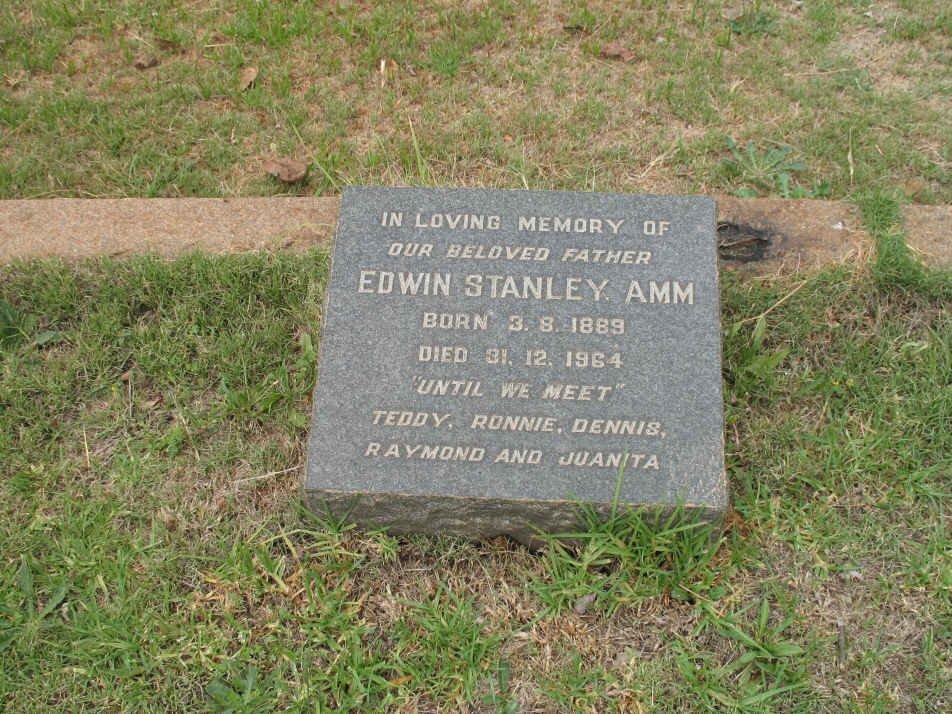 IN LOVING MEMORY OF
OUR BELOVED FATHER
EDWIN STANLEY. AMM
BORN 3. 8. 1889
DIED 31. 12. 1964
"UNTIL WE MEET"
TEDDY, RONNIE, DENNIS,
RAYMOND AND JUANITA